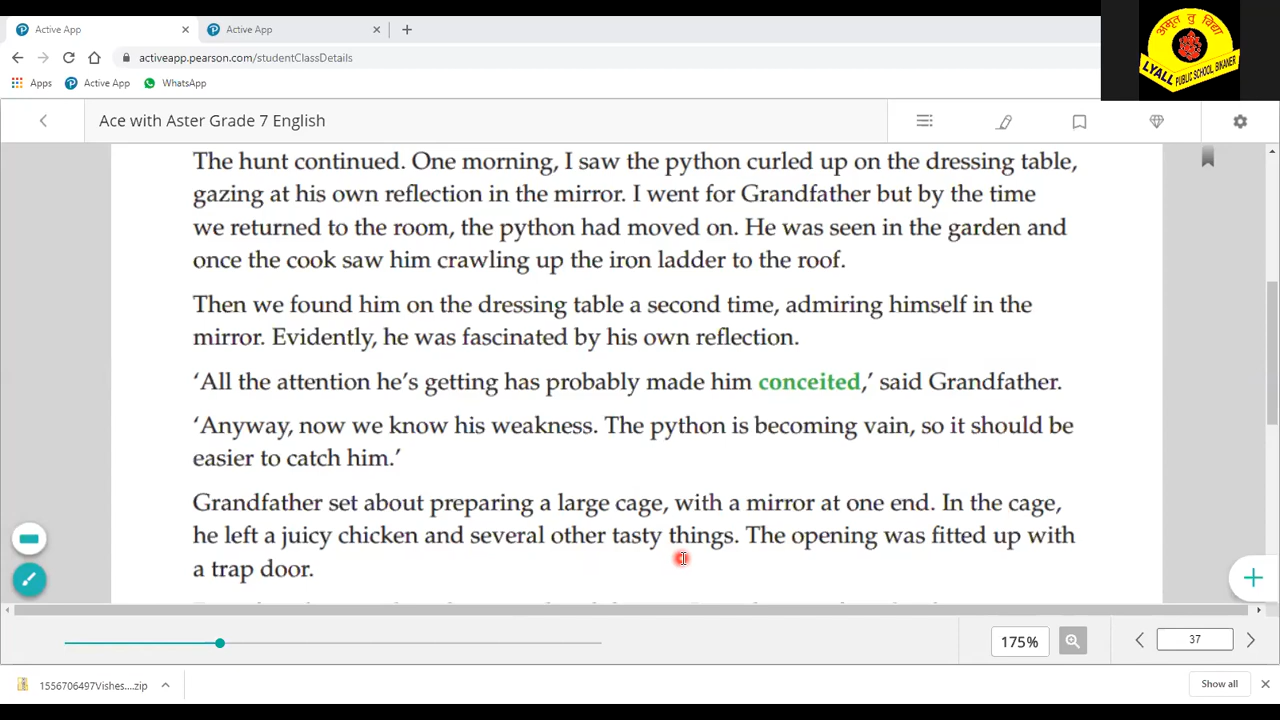 Active App
Active App
activeapp.pearson.com/studentClassDetails
Apps
Active App
WhatsApp
अमृतं तु विद्या
LYALL PUBLIC SCHOOL BIKANER
Ace with Aster Grade 7 English
The hunt continued. One morning, I saw the python curled up on the dressing table,
gazing at his own reflection in the mirror. I went for Grandfather but by the time
we returned to the room, the python had moved on. He was seen in the garden and
once the cook saw him crawling up the iron ladder to the roof.
Then we found him on the dressing table a second time, admiring himself in the
mirror. Evidently, he was fascinated by his own reflection.
‘All the attention he’s getting has probably made him conceited,’ said Grandfather.
‘Anyway, now we know his weakness. The python is becoming vain, so it should be
easier to catch him.’
Grandfather set about preparing a large cage, with a mirror at one end. In the cage,
he left a juicy chicken and several other tasty things. The opening was fitted up with
a trap door.
175%
37
1556706497Vishes....zip
Show all